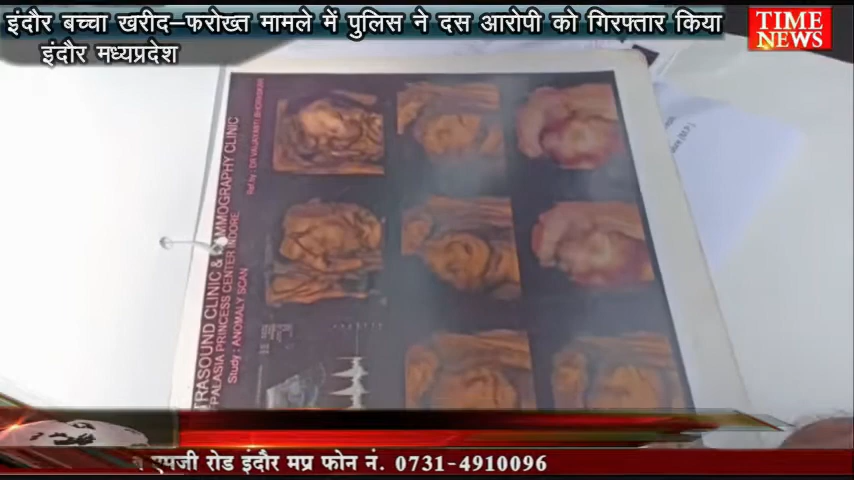 इंदौर बच्चा खरीद–फरोख्त मामले में पुलिस ने दस आरोपी को गिरफ्तार किया
इंदौर मध्यप्रदेश
TIME
NEWS
TRASOUND CLINIC & MAMMOGRAPHY CLINIC
PALASIA PRINCESS CENTER INDORE
Study : ANOMALY SCAN
एमजी रोड इंदौर मप्र फोन नं. 0731-4910096